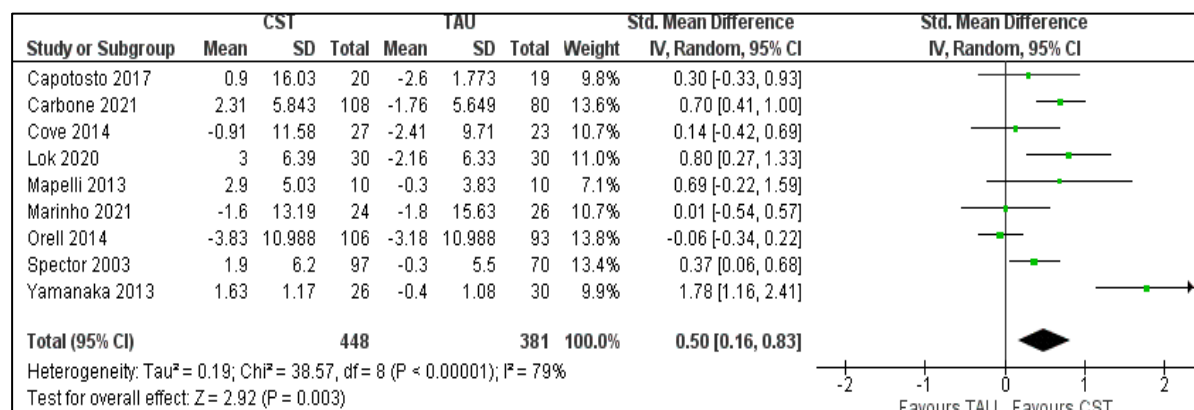 CST TAU Std. Mean Difference Std. Mean Difference
Study or Subgroup Mean SD Total Mean SD Total Weight IV, Random, 95% CI IV, Random, 95% CI
Capotosto 2017 0.9 16.03 20 -2.6 1.773 19 9.8% 0.30 [-0.33, 0.93]
Carbone 2021 2.31 5.843 108 -1.76 5.649 80 13.6% 0.70 [0.41, 1.00]
Cove 2014 -0.91 11.58 27 -2.41 9.71 23 10.7% 0.14 [-0.42, 0.69]
Lok 2020 3 6.39 30 -2.16 6.33 30 11.0% 0.80 [0.27, 1.33]
Mapelli 2013 2.9 5.03 10 -0.3 3.83 10 7.1% 0.69 [-0.22, 1.59]
Marinho 2021 -1.6 13.19 24 -1.8 15.63 26 10.7% 0.01 [-0.54, 0.57]
Orell 2014 -3.83 10.988 106 -3.18 10.988 93 13.8% -0.06 [-0.34, 0.22]
Spector 2003 1.9 6.2 97 -0.3 5.5 70 13.4% 0.37 [0.06, 0.68]
Yamanaka 2013 1.63 1.17 26 -0.4 1.08 30 9.9% 1.78 [1.16, 2.41]
Total (95% CI) 448 381 100.0% 0.50 [0.16, 0.83]
Heterogeneity: Tau² = 0.19; Chi² = 38.57, df = 8 (P < 0.00001); I² = 79%
Test for overall effect: Z = 2.92 (P = 0.003)
-2 -1 0 1 2
Favours TAU Favours CST